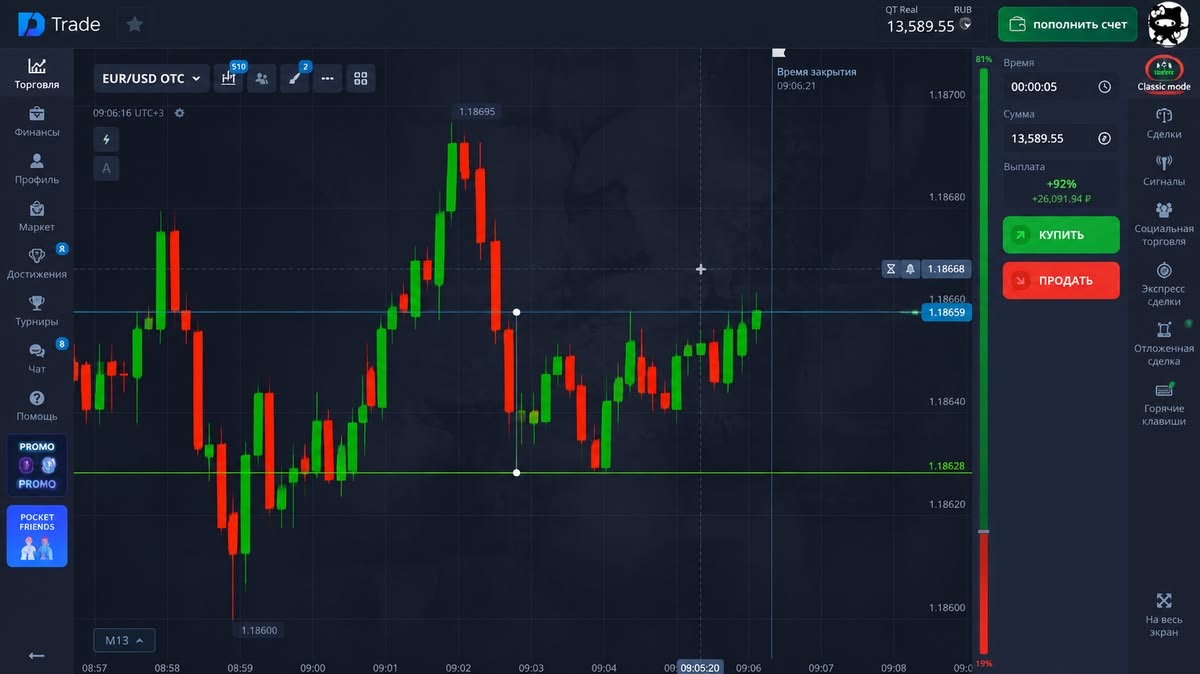 Trade
QT Real
RUB
13,589.55
ПОПОЛНИТЬ СЧЕТ
Торговля
Финансы
Профиль
Маркет
Достижения
Турниры
8
Чат
Помощь
PROMO
PROMO
POCKET
FRIENDS
EUR/USD OTC
510
2
09:06:16 UTC+3
A
Время закрытия
09:06:21
1.18695
1.18600
1.18700
1.18680
1.18668
1.18660
1.18659
1.18640
1.18628
1.18620
1.18600
M13
08:57
08:58
08:59
09:00
09:01
09:02
09:03
09:04
09:05:20
09:06
09:07
09:08
81%
19%
Время
00:00:05
Сумма
13,589.55
Выплата
+92%
+26,091.94 ₽
КУПИТЬ
ПРОДАТЬ
Classic mode
Сделки
Сигналы
Социальная
торговля
Экспресс
сделки
Отложенная
сделка
Горячие
клавиши
На весь
экран